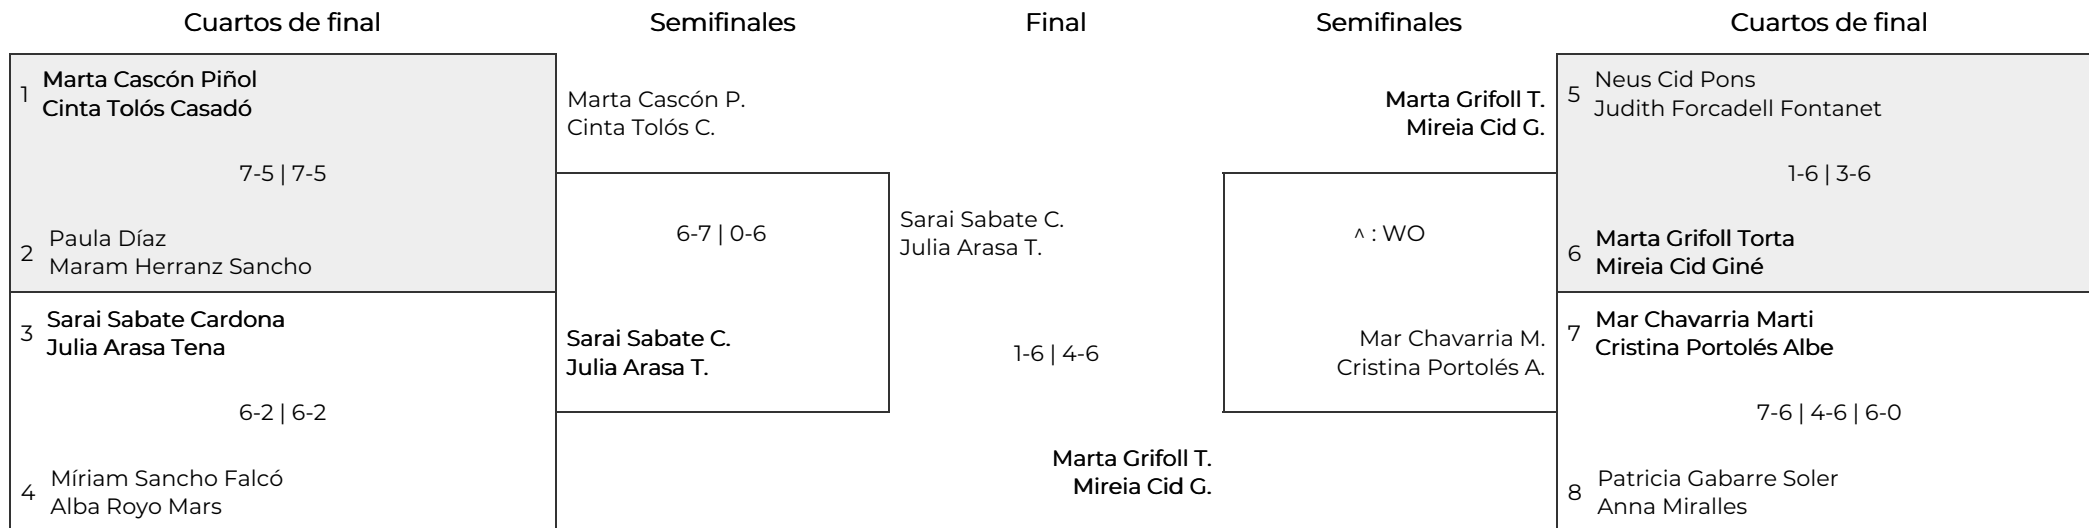 Cuartos de final
Semifinales
Final
Semifinales
Cuartos de final
1
Marta Cascón Piñol
Cinta Tolós Casadó
7-5 | 7-5
2
Paula Díaz
Maram Herranz Sancho
3
Sarai Sabate Cardona
Julia Arasa Tena
6-2 | 6-2
4
Míriam Sancho Falcó
Alba Royo Mars
Marta Cascón P.
Cinta Tolós C.
6-7 | 0-6
Sarai Sabate C.
Julia Arasa T.
Sarai Sabate C.
Julia Arasa T.
1-6 | 4-6
Marta Grifoll T.
Mireia Cid G.
Marta Grifoll T.
Mireia Cid G.
^ : WO
Mar Chavarria M.
Cristina Portolés A.
5
Neus Cid Pons
Judith Forcadell Fontanet
1-6 | 3-6
6
Marta Grifoll Torta
Mireia Cid Giné
7
Mar Chavarria Marti
Cristina Portolés Albe
7-6 | 4-6 | 6-0
8
Patricia Gabarre Soler
Anna Miralles